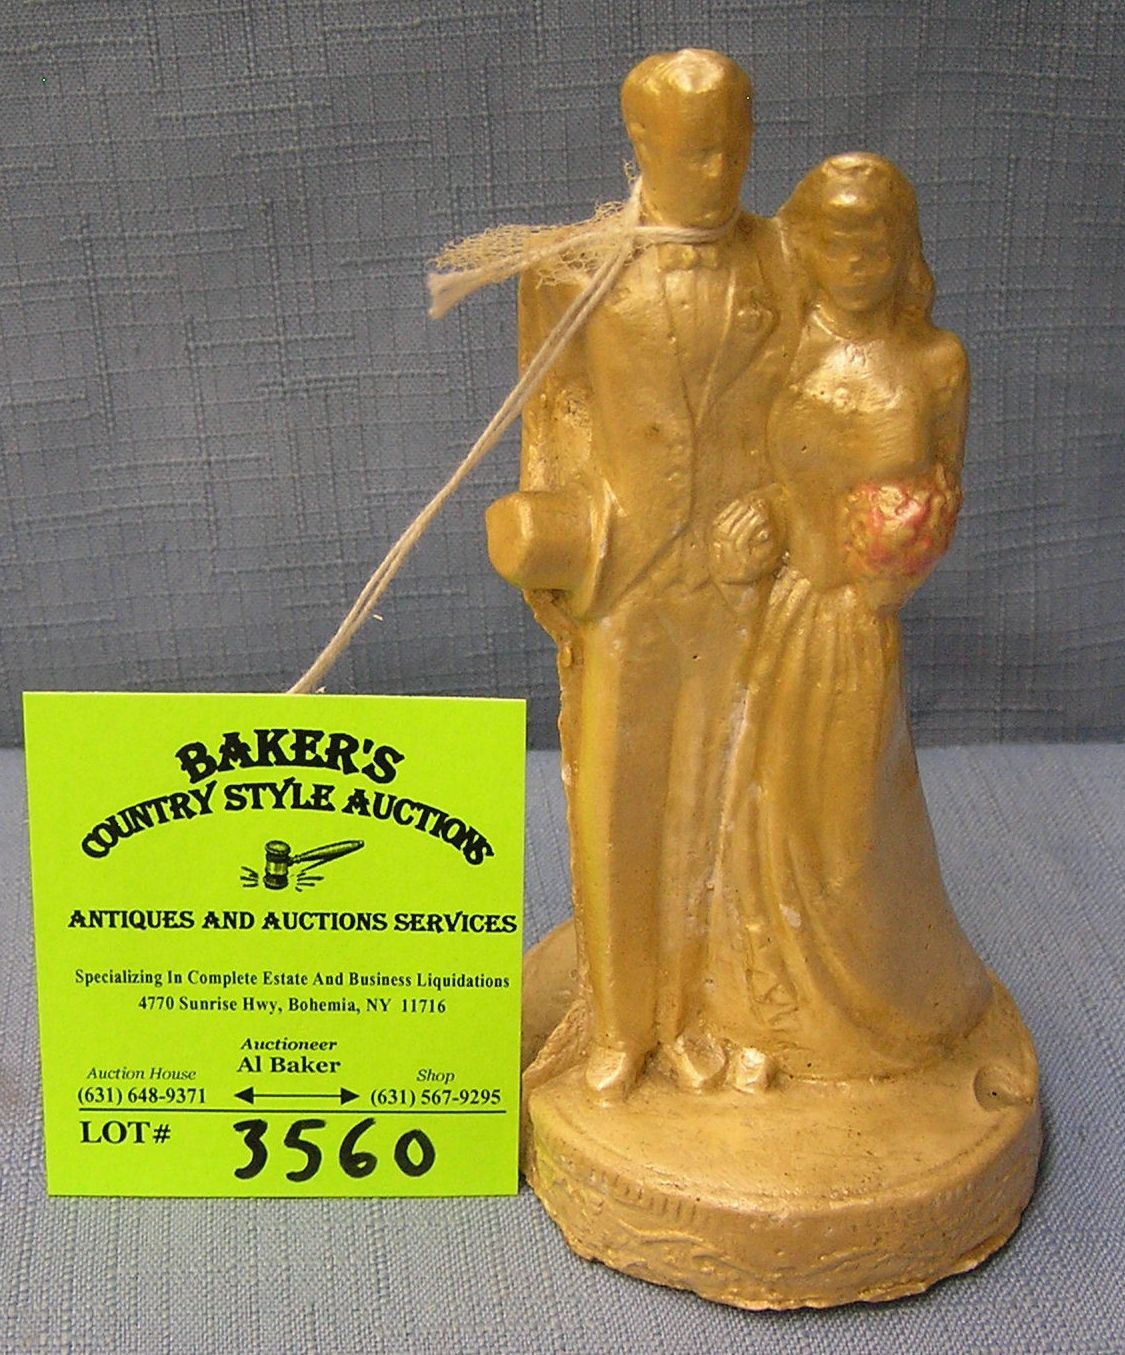 BAKER'S
COUNTRY STYLE AUCTIONS
ANTIQUES AND AUCTIONS SERVICES
Specializing In Complete Estate And Business Liquidations
4770 Sunrise Hwy, Bohemia, NY 11716
Auctioneer
Al Baker
Auction House
(631) 648-9371
Shop
(631) 567-9295
LOT# 3560